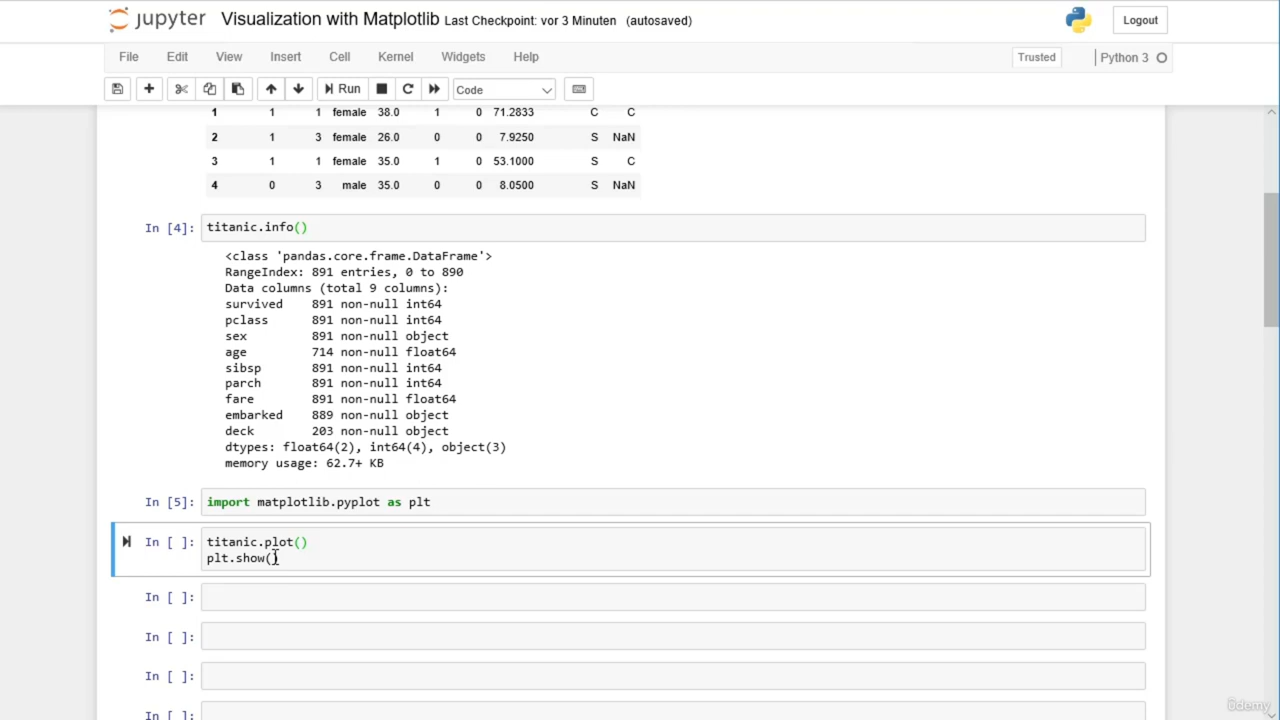 jupyter Visualization with Matplotlib Last Checkpoint: vor 3 Minuten (autosaved) Logout
File Edit View Insert Cell Kernel Widgets Help Trusted Python 3
Run Code
1 1 1 female 38.0 1 0 71.2833 C C
2 1 3 female 26.0 0 0 7.9250 S NaN
3 1 1 female 35.0 1 0 53.1000 S C
4 0 3 male 35.0 0 0 8.0500 S NaN
In [4]: titanic.info()
<class 'pandas.core.frame.DataFrame'>
RangeIndex: 891 entries, 0 to 890
Data columns (total 9 columns):
survived 891 non-null int64
pclass 891 non-null int64
sex 891 non-null object
age 714 non-null float64
sibsp 891 non-null int64
parch 891 non-null int64
fare 891 non-null float64
embarked 889 non-null object
deck 203 non-null object
dtypes: float64(2), int64(4), object(3)
memory usage: 62.7+ KB
In [5]: import matplotlib.pyplot as plt
In [ ]: titanic.plot()
plt.show()
In [ ]:
In [ ]:
In [ ]:
In [ ]:
ûdemy